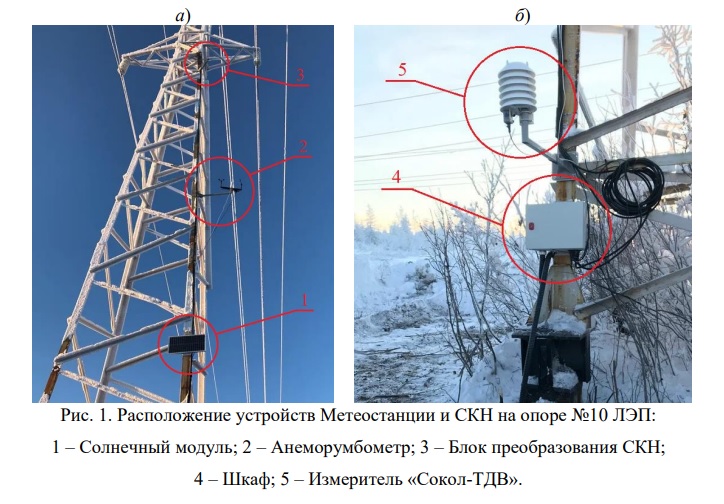 а) б)
3
2
1
5
4
Рис. 1. Расположение устройств Метеостанции и СКН на опоре №10 ЛЭП:
1 – Солнечный модуль; 2 – Анеморумбометр; 3 – Блок преобразования СКН;
4 – Шкаф; 5 – Измеритель «Сокол-ТДВ».